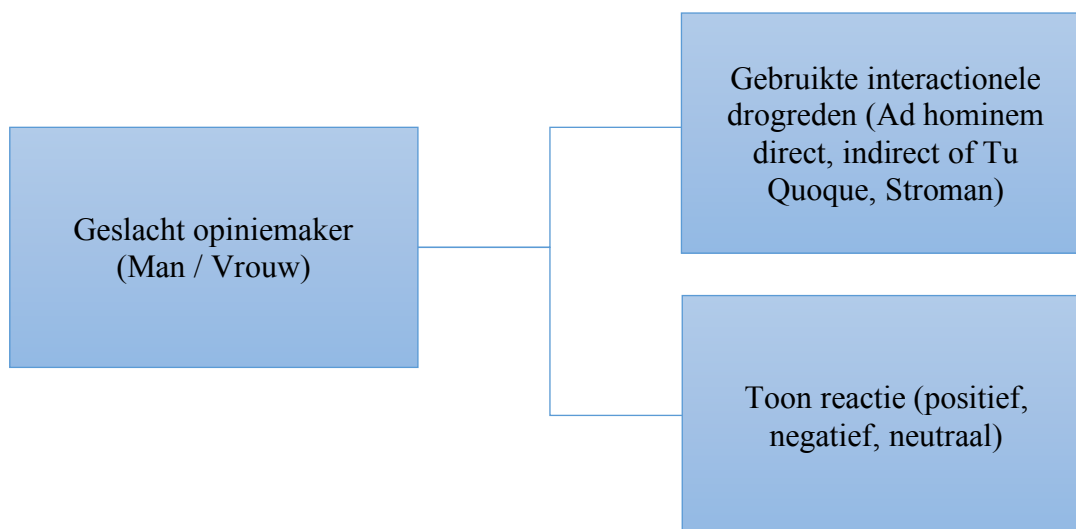 Geslacht opiniemaker
(Man / Vrouw)
Gebruikte interactionele
drogreden (Ad hominem
direct, indirect of Tu
Quoque, Stroman)
Toon reactie (positief,
negatief, neutraal)